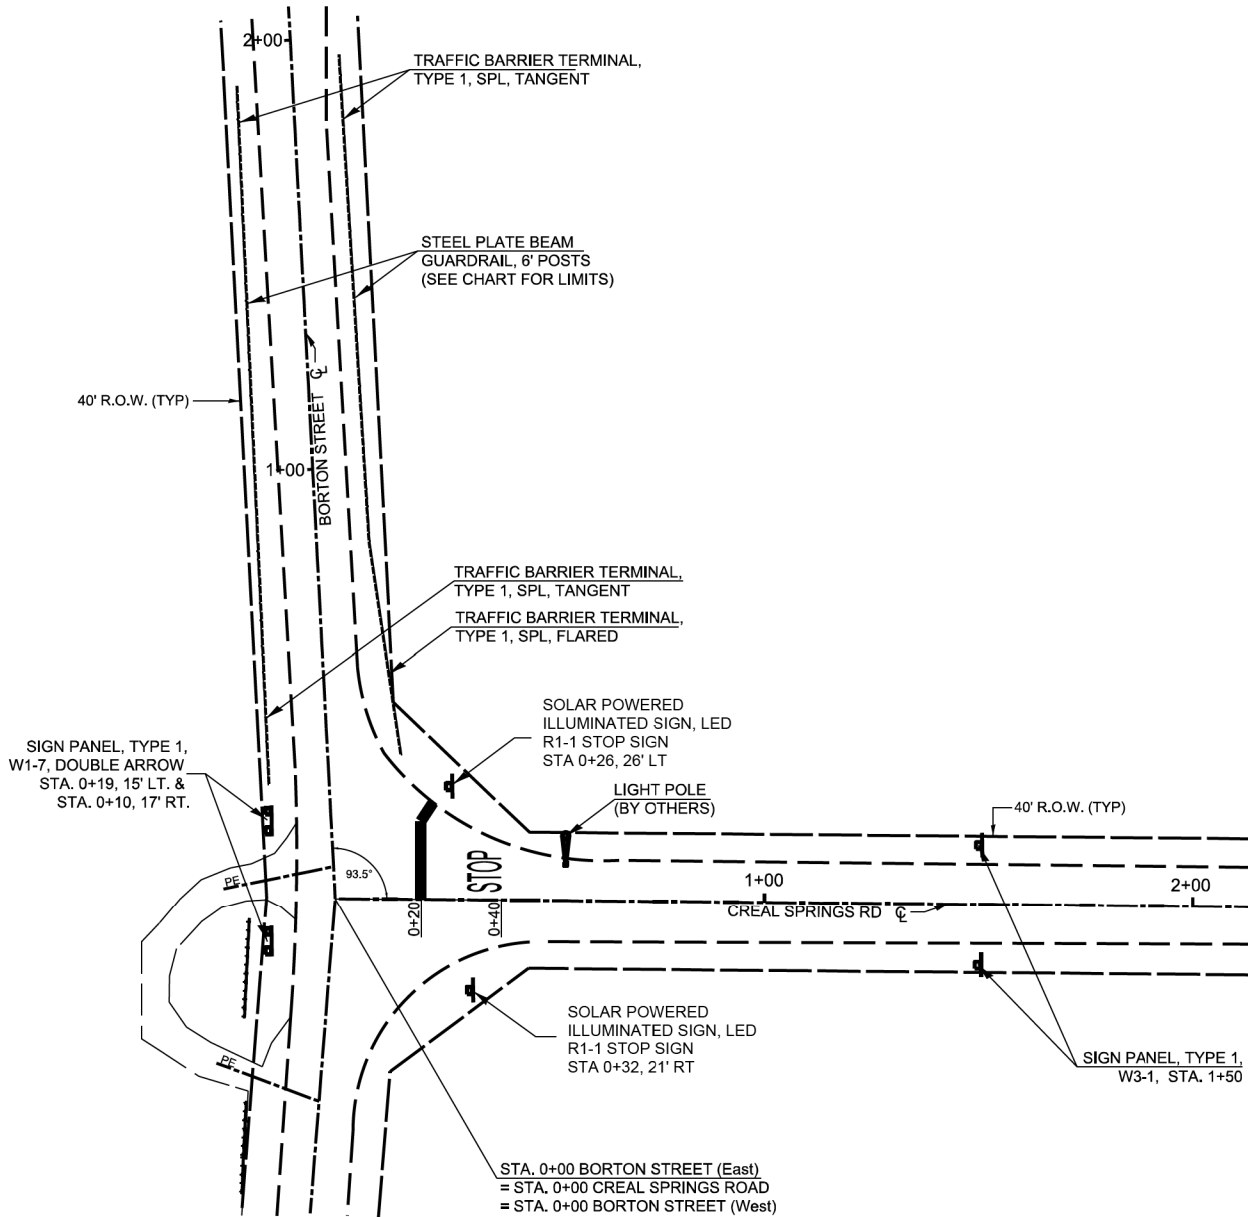 2+00
TRAFFIC BARRIER TERMINAL,
TYPE 1, SPL, TANGENT
STEEL PLATE BEAM
GUARDRAIL, 6' POSTS
(SEE CHART FOR LIMITS)
BORTON STREET ℄
40' R.O.W. (TYP)
1+00
TRAFFIC BARRIER TERMINAL,
TYPE 1, SPL, TANGENT
TRAFFIC BARRIER TERMINAL,
TYPE 1, SPL, FLARED
SOLAR POWERED
ILLUMINATED SIGN, LED
R1-1 STOP SIGN
STA 0+26, 26' LT
SIGN PANEL, TYPE 1,
W1-7, DOUBLE ARROW
STA. 0+19, 15' LT. &
STA. 0+10, 17' RT.
LIGHT POLE
(BY OTHERS)
40' R.O.W. (TYP)
93.5°
PE
STOP
1+00
2+00
0+20
0+40
CREAL SPRINGS RD ℄
SOLAR POWERED
ILLUMINATED SIGN, LED
R1-1 STOP SIGN
STA 0+32, 21' RT
PE
SIGN PANEL, TYPE 1,
W3-1, STA. 1+50
STA. 0+00 BORTON STREET (East)
= STA. 0+00 CREAL SPRINGS ROAD
= STA. 0+00 BORTON STREET (West)